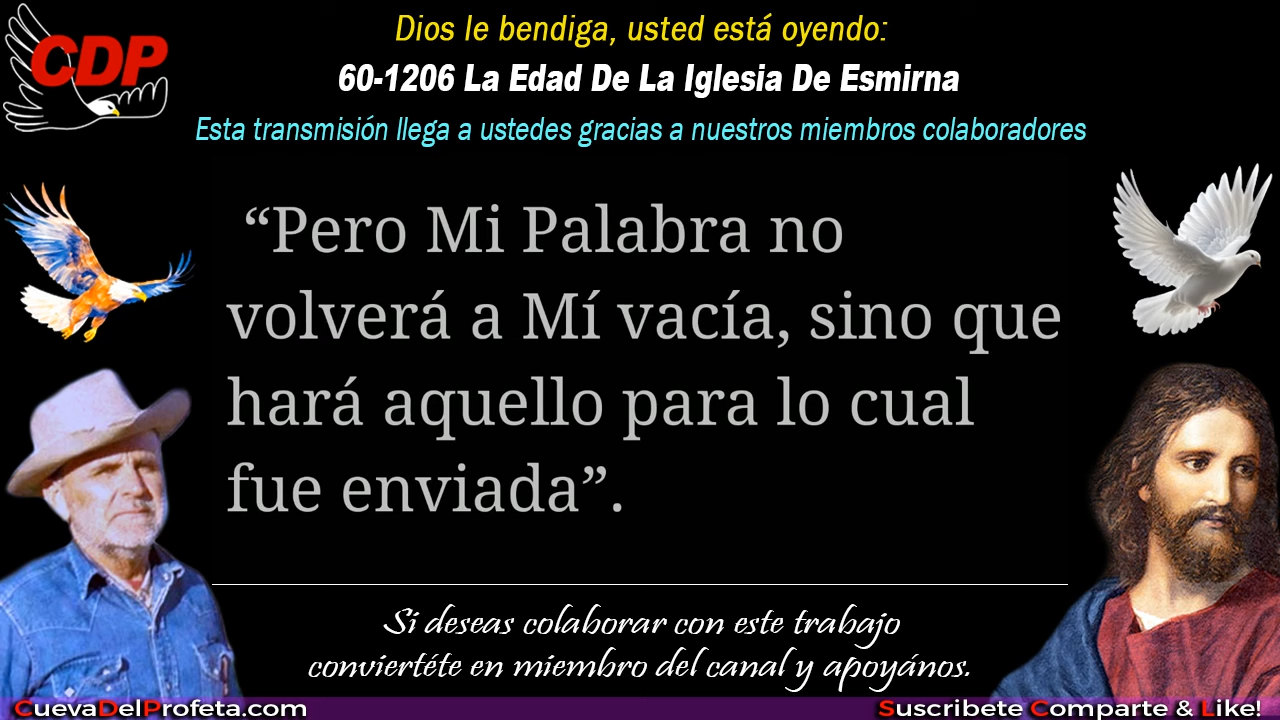 CDP
Dios le bendiga, usted está oyendo:
60-1206 La Edad De La Iglesia De Esmirna
Esta transmisión llega a ustedes gracias a nuestros miembros colaboradores
“Pero Mi Palabra no
volverá a Mí vacía, sino que
hará aquello para lo cual
fue enviada”.
Si deseas colaborar con este trabajo
conviertéte en miembro del canal y apoyános.
CuevaDelProfeta.com
Suscribete Comparte & Like!